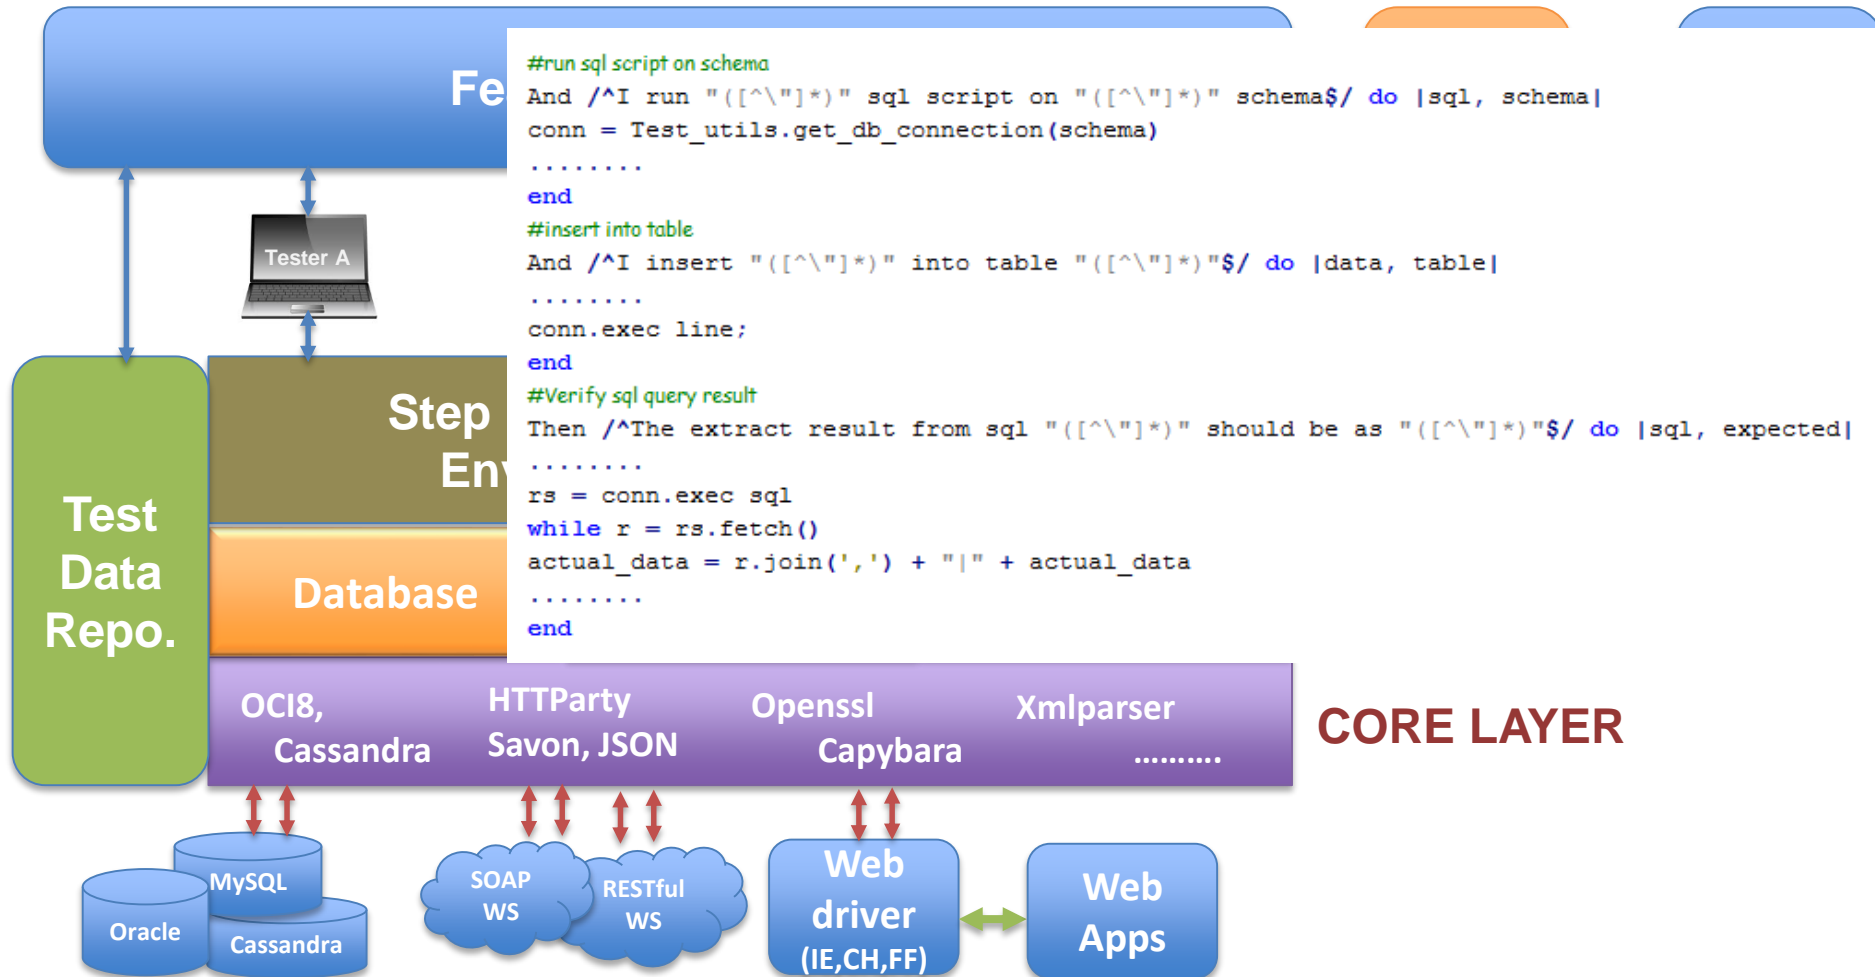 Fe
#run sql script on schema
And /^I run "([^\"]*)" sql script on "([^\"]*)" schema$/ do |sql, schema|
conn = Test_utils.get_db_connection(schema)
........
end
#insert into table
And /^I insert "([^\"]*)" into table "([^\"]*)"$/ do |data, table|
........
conn.exec line;
end
#Verify sql query result
Then /^The extract result from sql "([^\"]*)" should be as "([^\"]*)"$/ do |sql, expected|
........
rs = conn.exec sql
while r = rs.fetch()
actual_data = r.join(',') + "|" + actual_data
........
end
Tester A
Step
Env
Test
Data
Repo.
Database
OCI8,
Cassandra
HTTParty
Savon, JSON
Openssl
Capybara
Xmlparser
..........
CORE LAYER
MySQL
Oracle
Cassandra
SOAP
WS
RESTful
WS
Web
driver
(IE,CH,FF)
Web
Apps